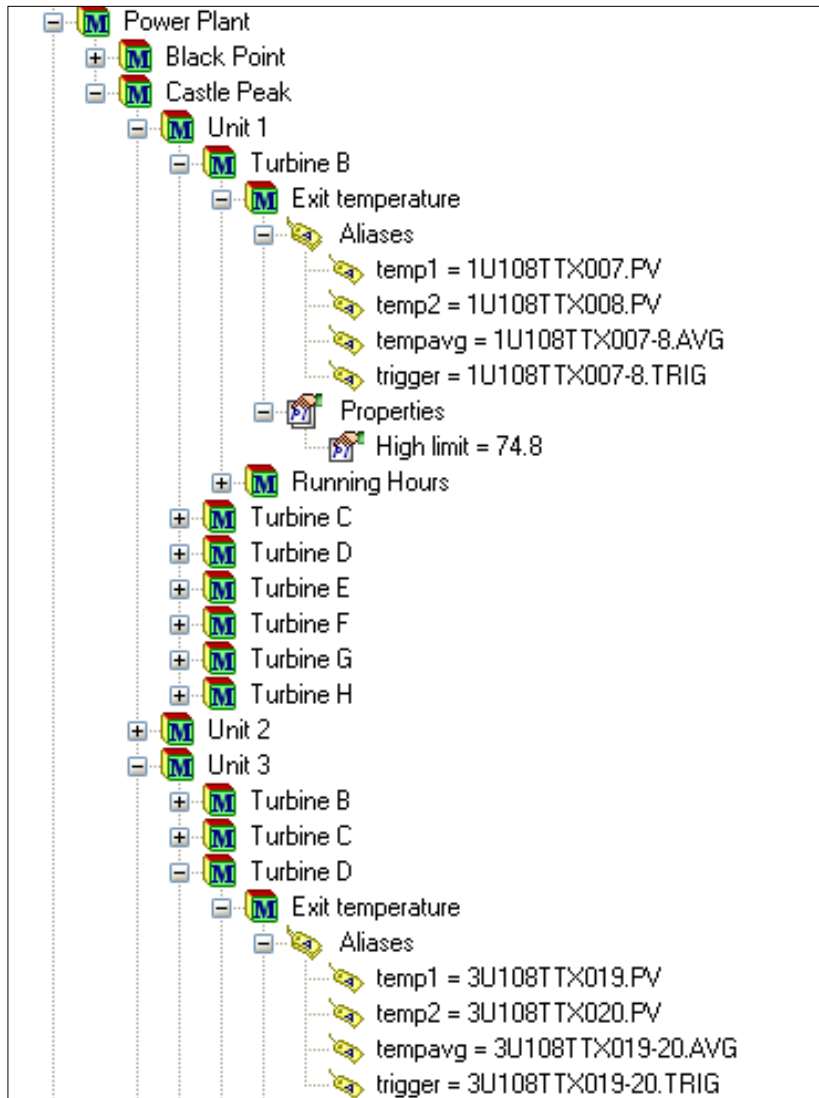 Power Plant
Black Point
Castle Peak
Unit 1
Turbine B
Exit temperature
Aliases
temp1 = 1U108TTX007.PV
temp2 = 1U108TTX008.PV
tempavg = 1U108TTX007-8.AVG
trigger = 1U108TTX007-8.TRIG
Properties
High limit = 74.8
Running Hours
Turbine C
Turbine D
Turbine E
Turbine F
Turbine G
Turbine H
Unit 2
Unit 3
Turbine B
Turbine C
Turbine D
Exit temperature
Aliases
temp1 = 3U108TTX019.PV
temp2 = 3U108TTX020.PV
tempavg = 3U108TTX019-20.AVG
trigger = 3U108TTX019-20.TRIG